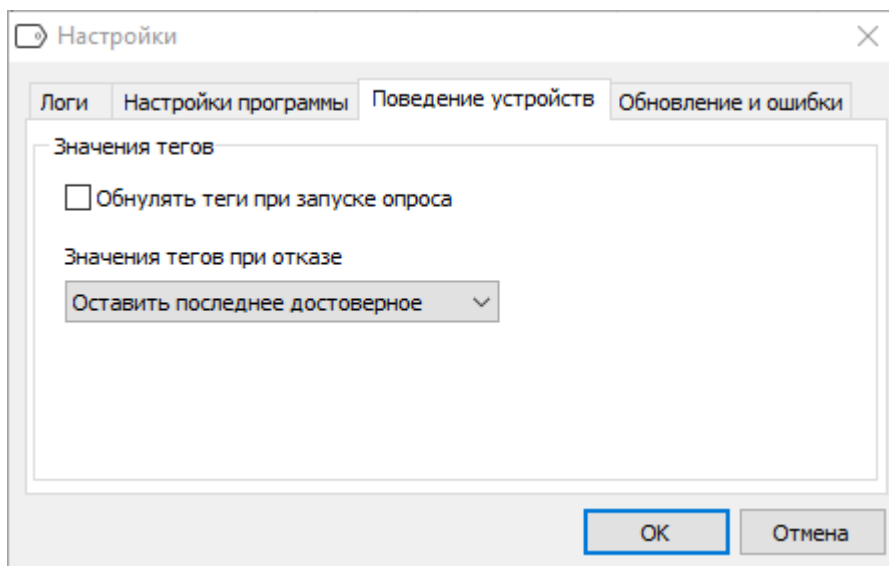 Настройки
Логи Настройки программы Поведение устройств Обновление и ошибки
Значения тегов
Обнулять теги при запуске опроса
Значения тегов при отказе
Оставить последнее достоверное
OK Отмена